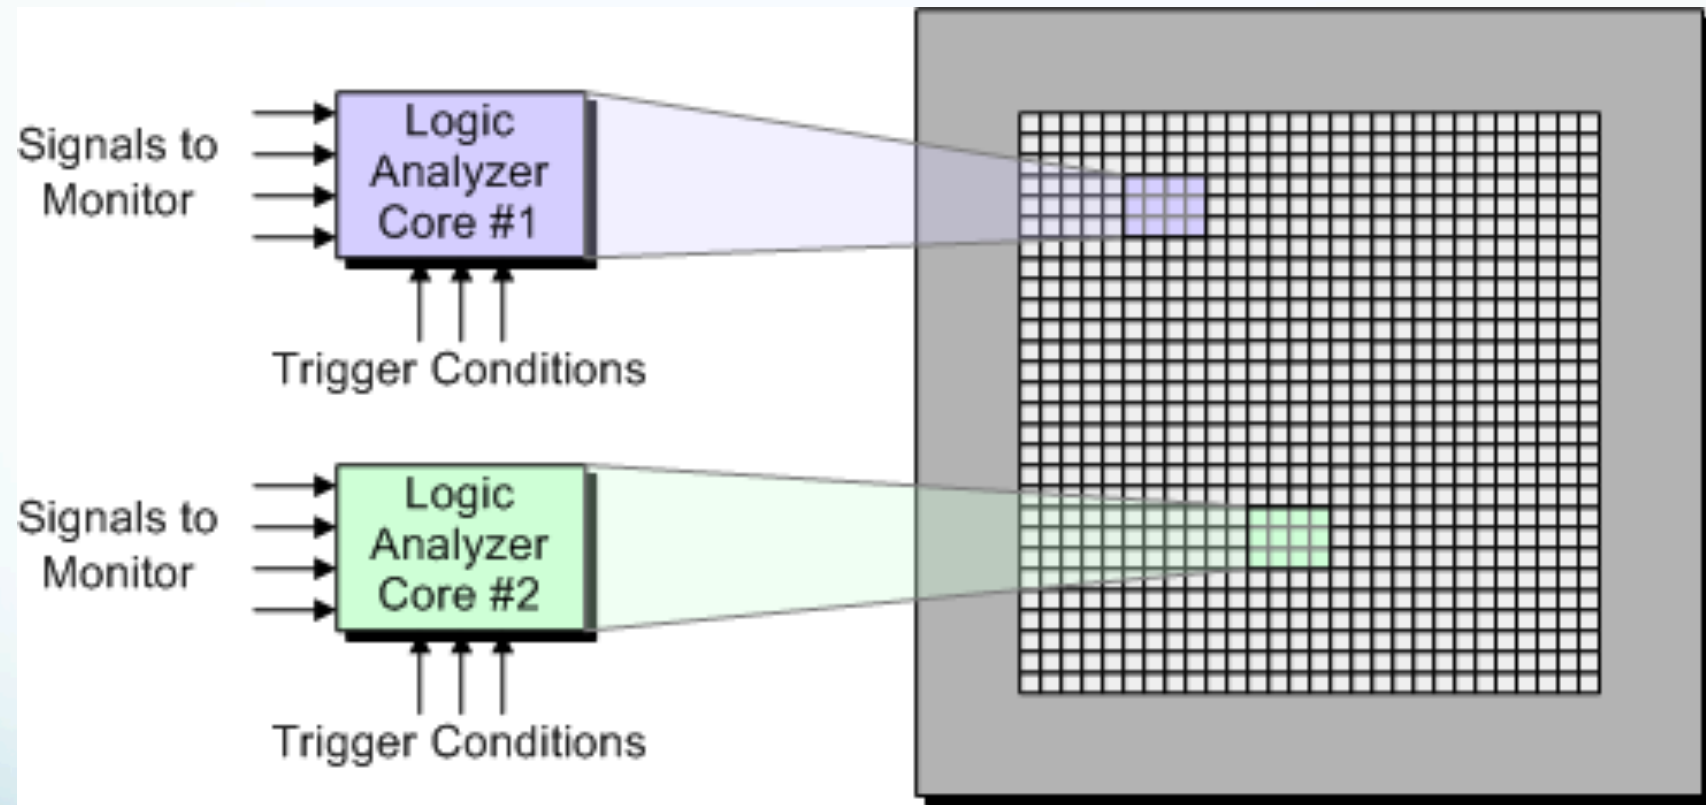 Signals to
Monitor
Logic
Analyzer
Core #1
Trigger Conditions
Signals to
Monitor
Logic
Analyzer
Core #2
Trigger Conditions